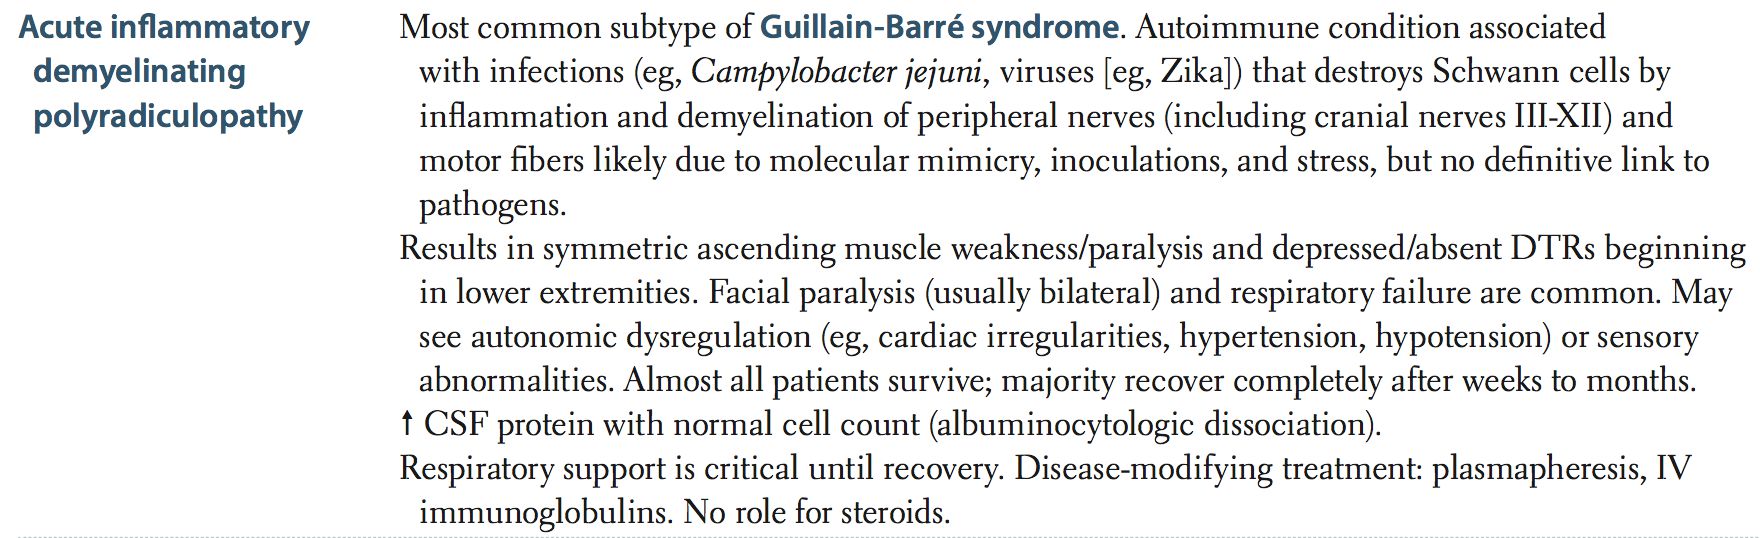 Acute inflammatory
demyelinating
polyradiculopathy
Most common subtype of Guillain-Barré syndrome. Autoimmune condition associated
with infections (eg, Campylobacter jejuni, viruses [eg, Zika]) that destroys Schwann cells by
inflammation and demyelination of peripheral nerves (including cranial nerves III-XII) and
motor fibers likely due to molecular mimicry, inoculations, and stress, but no definitive link to
pathogens.
Results in symmetric ascending muscle weakness/paralysis and depressed/absent DTRs beginning
in lower extremities. Facial paralysis (usually bilateral) and respiratory failure are common. May
see autonomic dysregulation (eg, cardiac irregularities, hypertension, hypotension) or sensory
abnormalities. Almost all patients survive; majority recover completely after weeks to months.
↑ CSF protein with normal cell count (albuminocytologic dissociation).
Respiratory support is critical until recovery. Disease-modifying treatment: plasmapheresis, IV
immunoglobulins. No role for steroids.